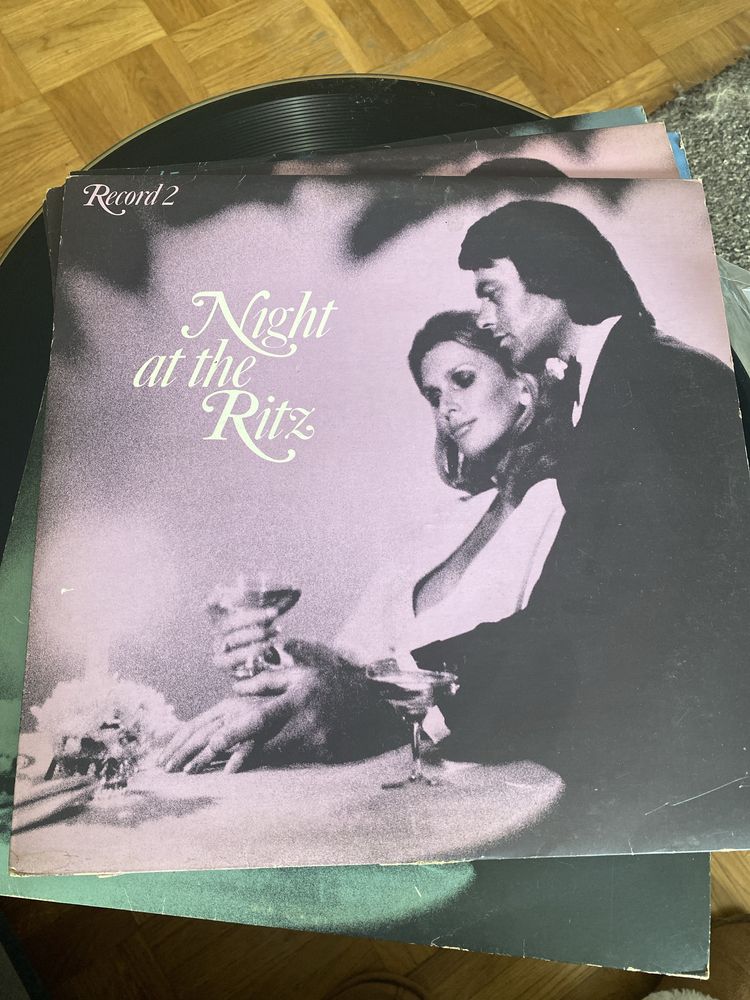 Record 2
Night
at the
Ritz